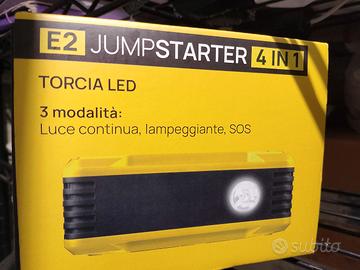 E2 JUMPSTARTER 4 IN 1
TORCIA LED
3 modalità:
Luce continua, lampeggiante, SOS
subito